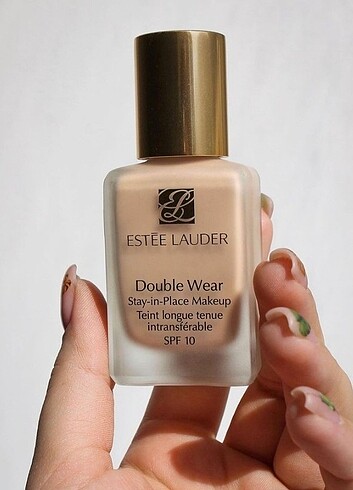 EL
ESTĒE LAUDER
Double Wear
Stay-in-Place Makeup
Teint longue tenue
intransférable
SPF 10